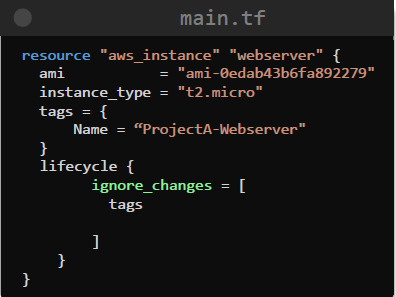 main.tf
resource "aws_instance" "webserver" {
  ami           = "ami-0edab43b6fa892279"
  instance_type = "t2.micro"
  tags = {
      Name = “ProjectA-Webserver"
  }
  lifecycle {
        ignore_changes = [
          tags
        ]
    }
}